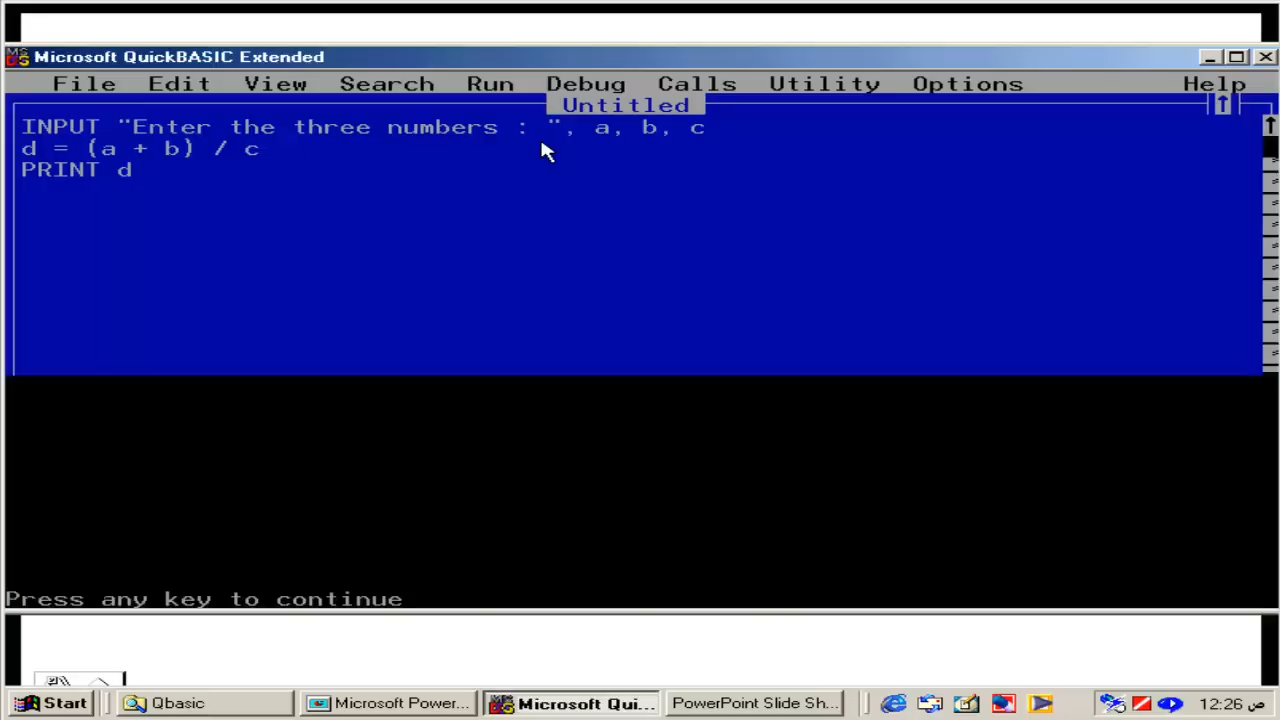 Microsoft QuickBASIC Extended
File Edit View Search Run Debug Calls Utility Options Help
Untitled
INPUT "Enter the three numbers : ", a, b, c
d = (a + b) / c
PRINT d
Press any key to continue
Start Qbasic Microsoft Power... Microsoft Qui... PowerPoint Slide Sh... 12:26 ص